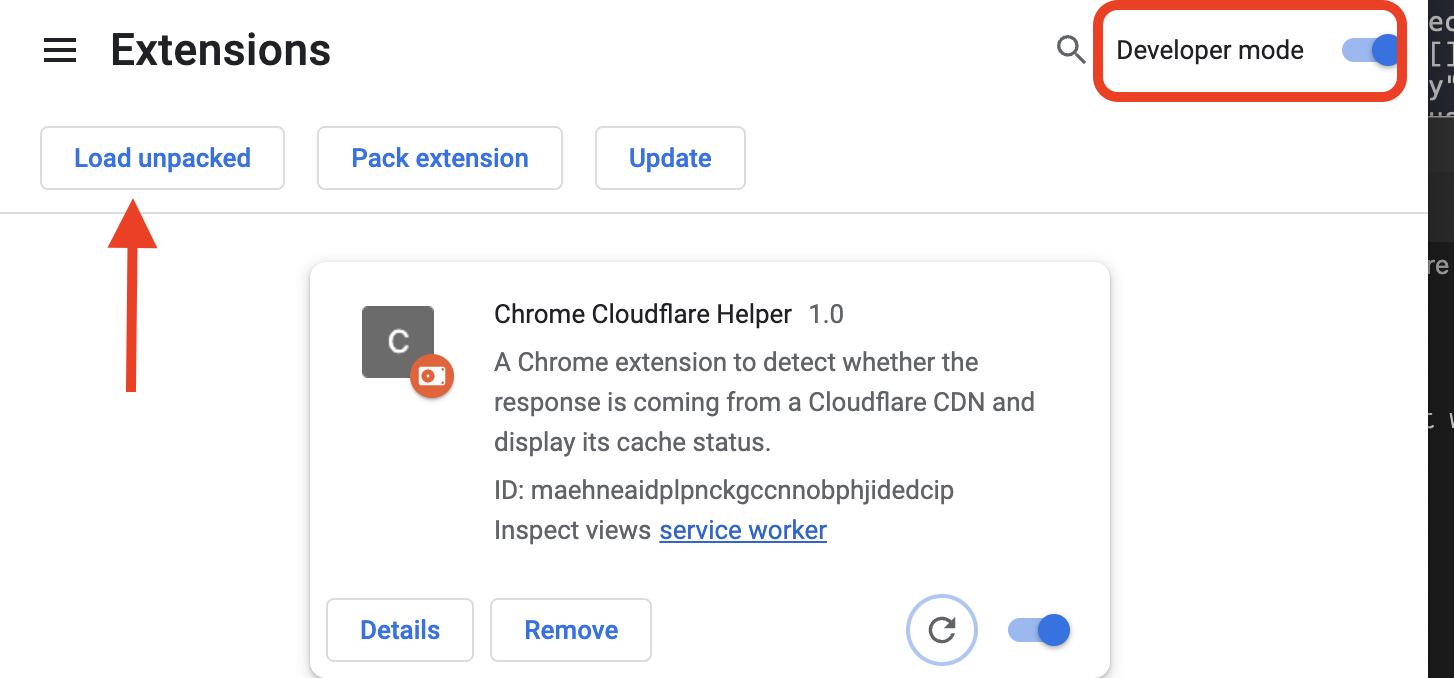 Extensions
Developer mode
Load unpacked
Pack extension
Update
C
Chrome Cloudflare Helper 1.0
A Chrome extension to detect whether the
response is coming from a Cloudflare CDN and
display its cache status.
ID: maehneaidplpnckgccnnobphjidedcip
Inspect views service worker
Details
Remove